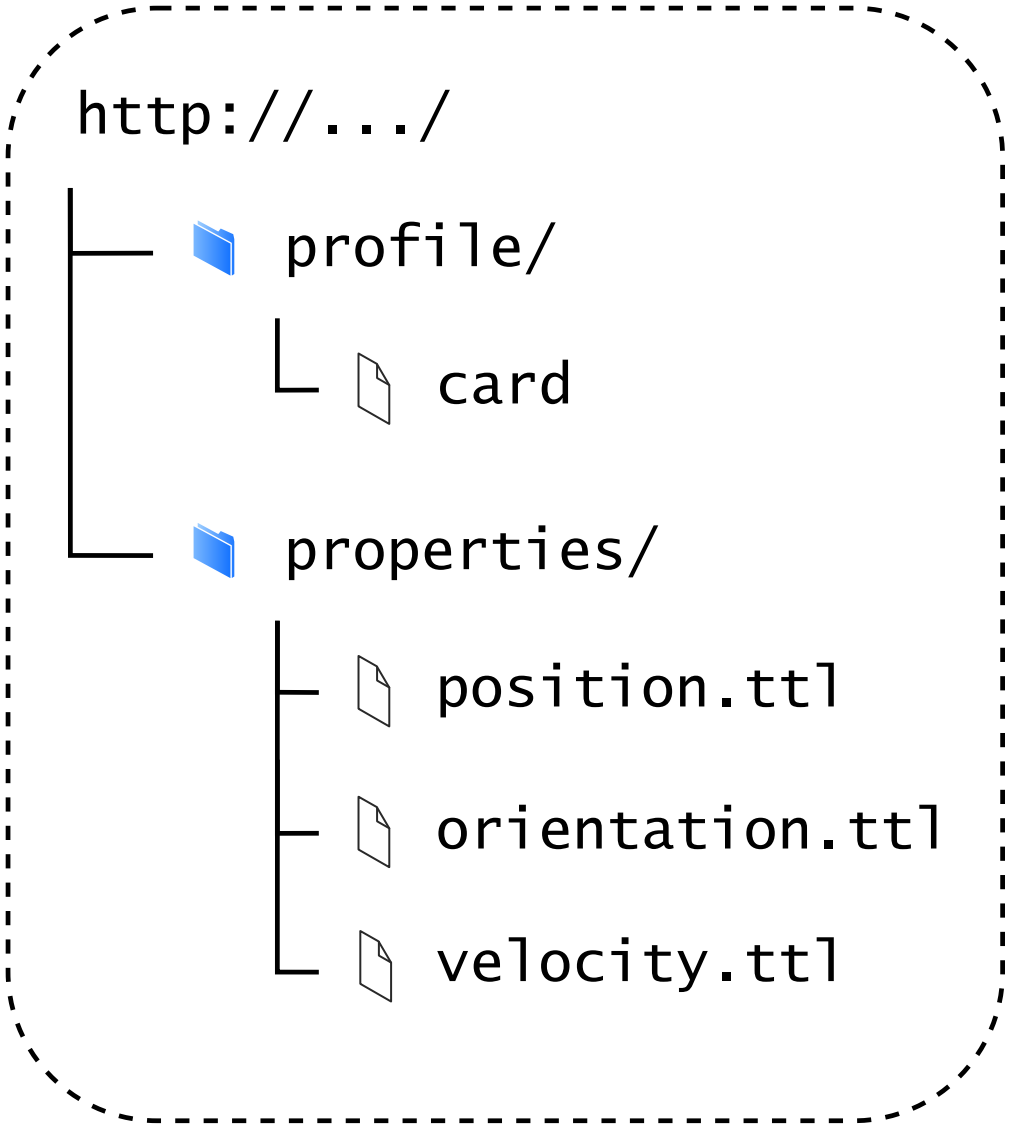 http://.../
profile/
card
properties/
position.ttl
orientation.ttl
velocity.ttl